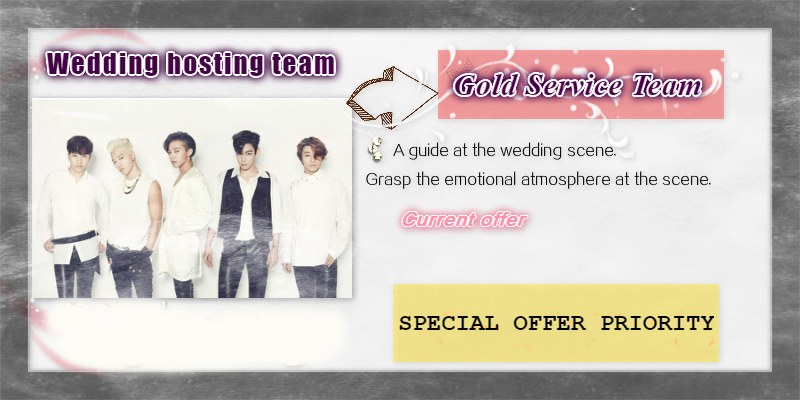 Wedding hosting team
Gold Service Team
A guide at the wedding scene.
Grasp the emotional atmosphere at the scene.
Current offer
SPECIAL OFFER PRIORITY